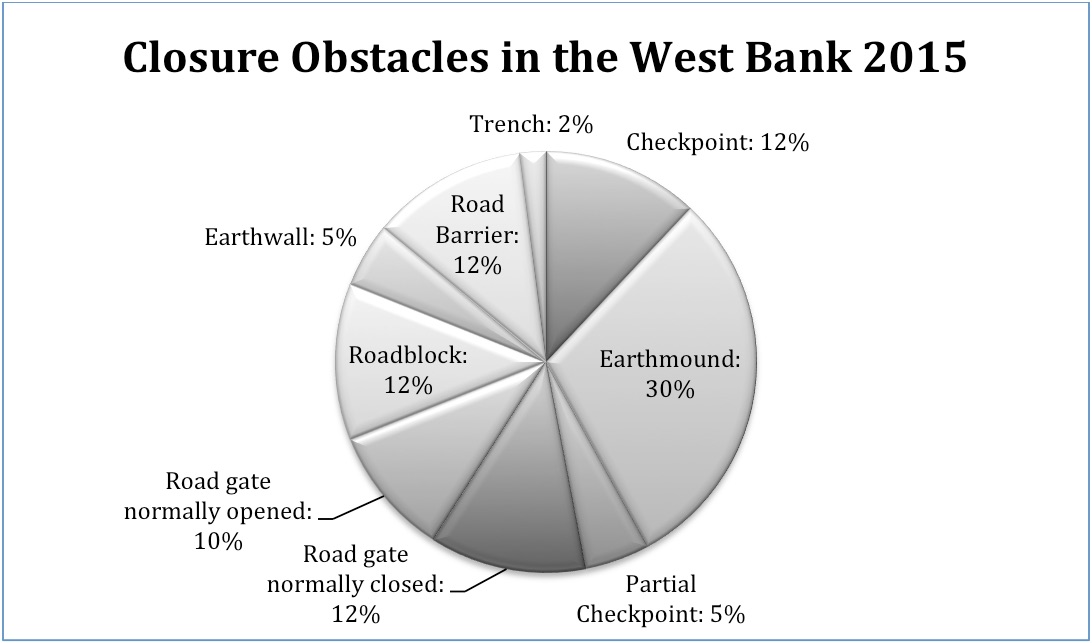 Closure Obstacles in the West Bank 2015
Trench: 2%
Checkpoint: 12%
Road
Barrier:
12%
Earthwall: 5%
Roadblock:
12%
Earthmound:
30%
Road gate
normally opened:
10%
Road gate
normally closed:
12%
Partial
Checkpoint: 5%